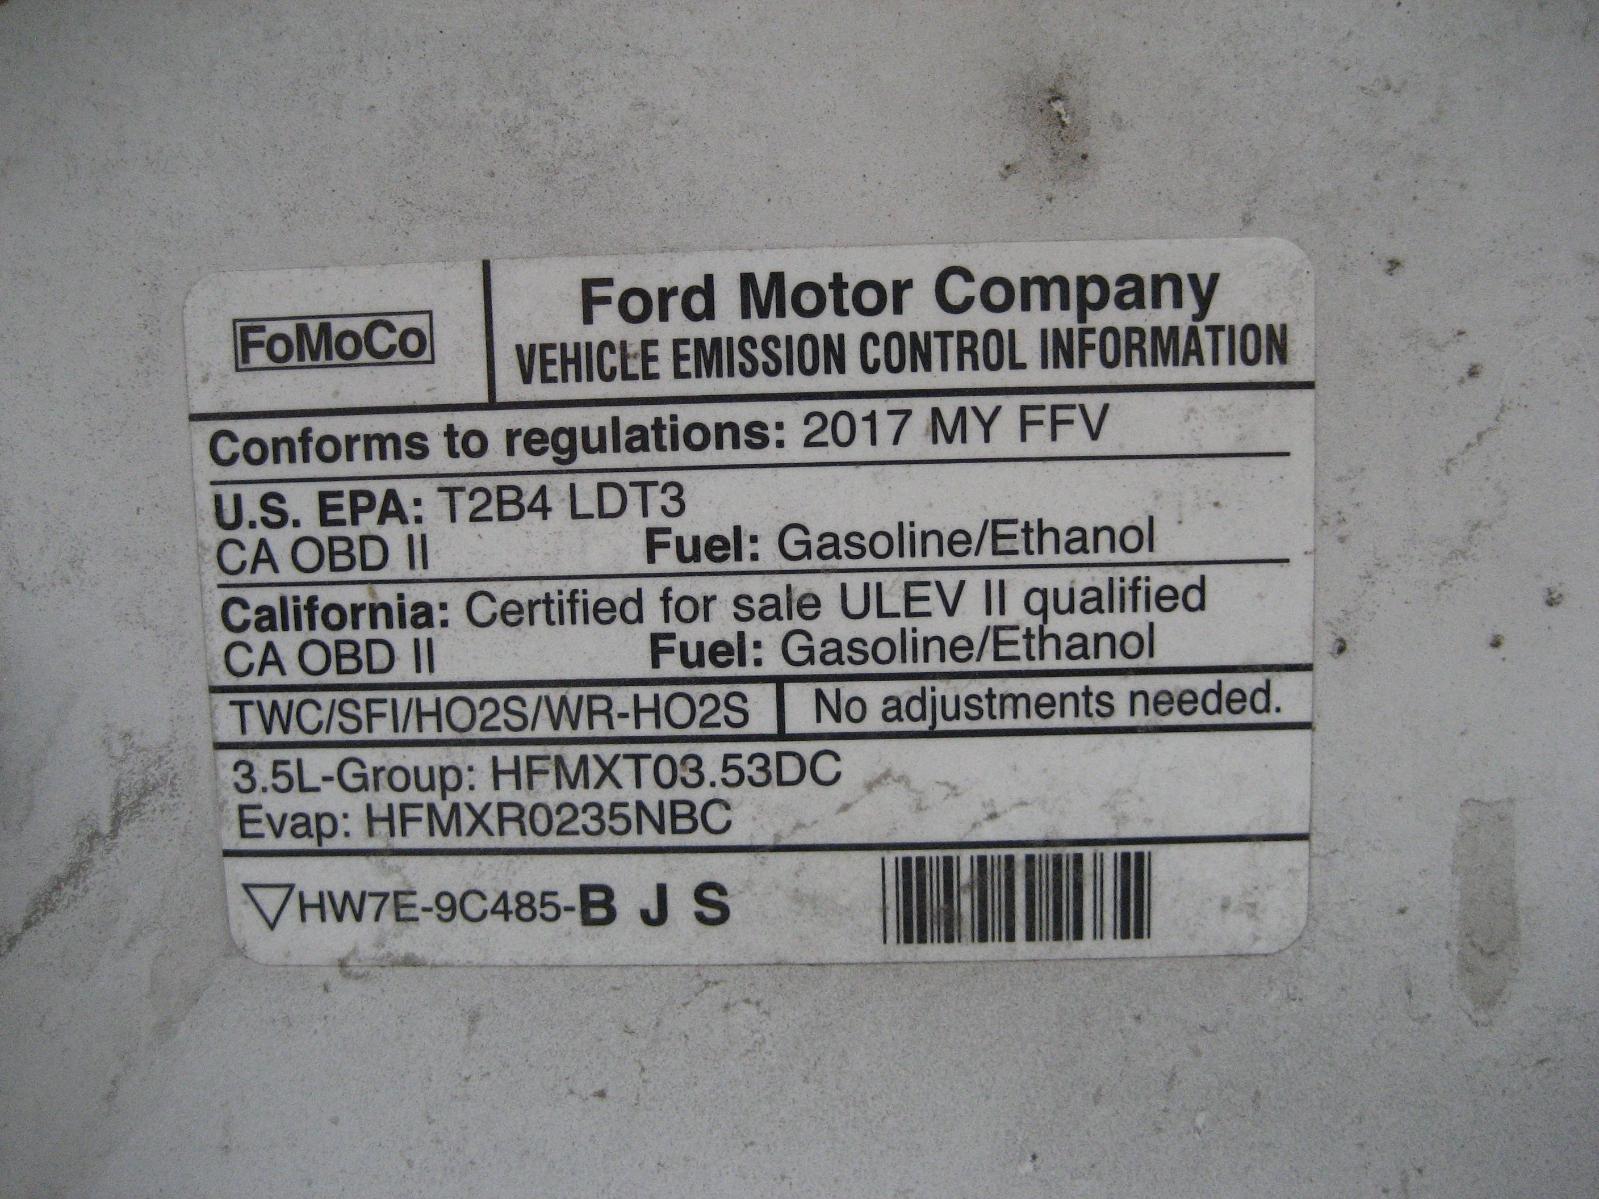 FoMoCo
Ford Motor Company
VEHICLE EMISSION CONTROL INFORMATION
Conforms to regulations: 2017 MY FFV
U.S. EPA: T2B4 LDT3
CA OBD II Fuel: Gasoline/Ethanol
California: Certified for sale ULEV II qualified
CA OBD II Fuel: Gasoline/Ethanol
TWC/SFI/HO2S/WR-HO2S No adjustments needed.
3.5L-Group: HFMXT03.53DC
Evap: HFMXR0235NBC
HW7E-9C485-B J S